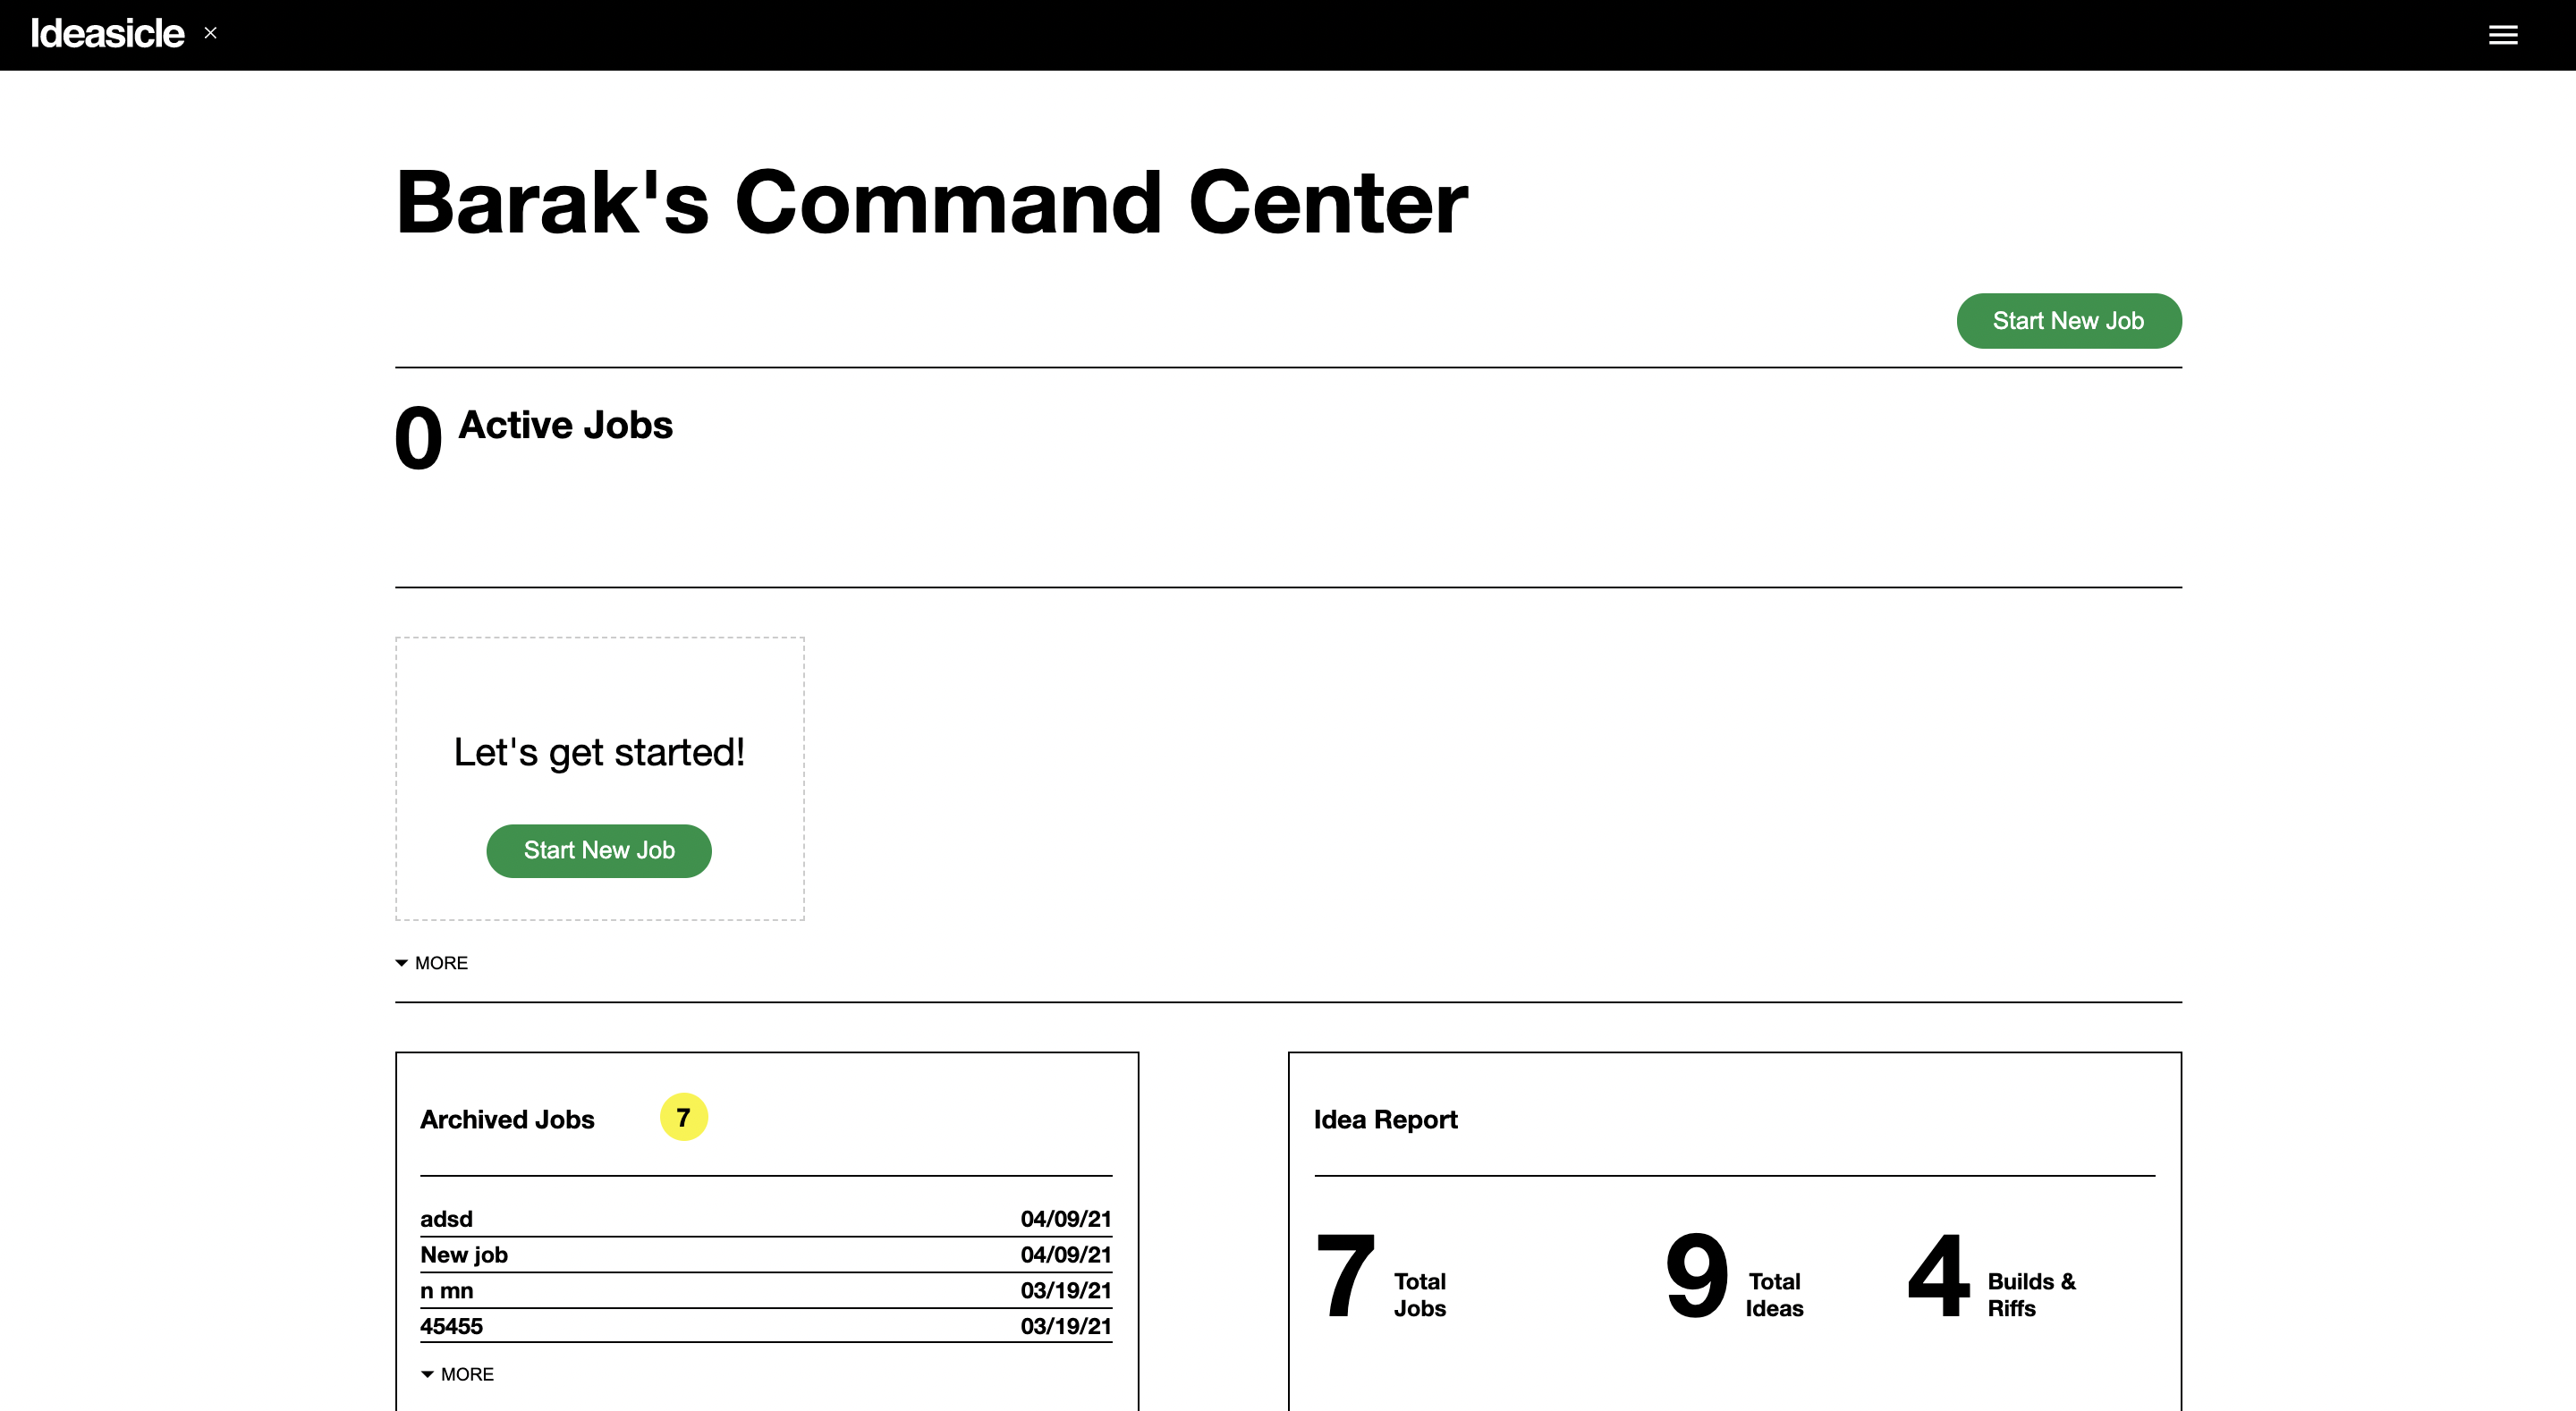 Ideasicle ×
Barak's Command Center
Start New Job
0 Active Jobs
Let's get started!
Start New Job
MORE
Archived Jobs 7
adsd 04/09/21
New job 04/09/21
n mn 03/19/21
45455 03/19/21
MORE
Idea Report
7 Total Jobs
9 Total Ideas
4 Builds & Riffs